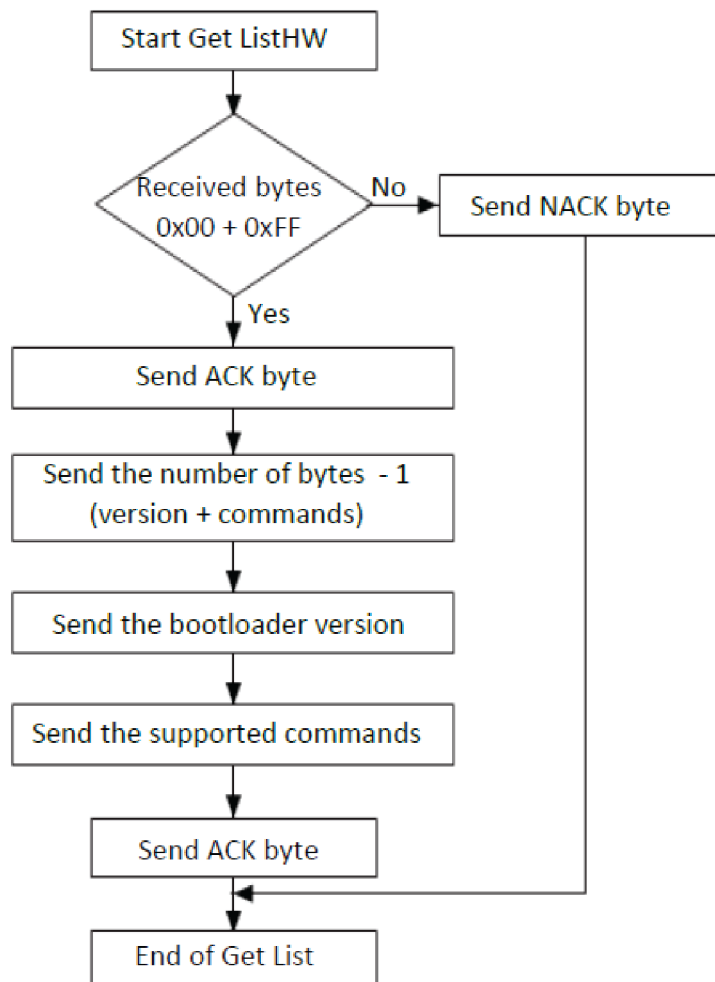 Start Get ListHW
Received bytes
0x00 + 0xFF
No
Send NACK byte
Yes
Send ACK byte
Send the number of bytes - 1
(version + commands)
Send the bootloader version
Send the supported commands
Send ACK byte
End of Get List